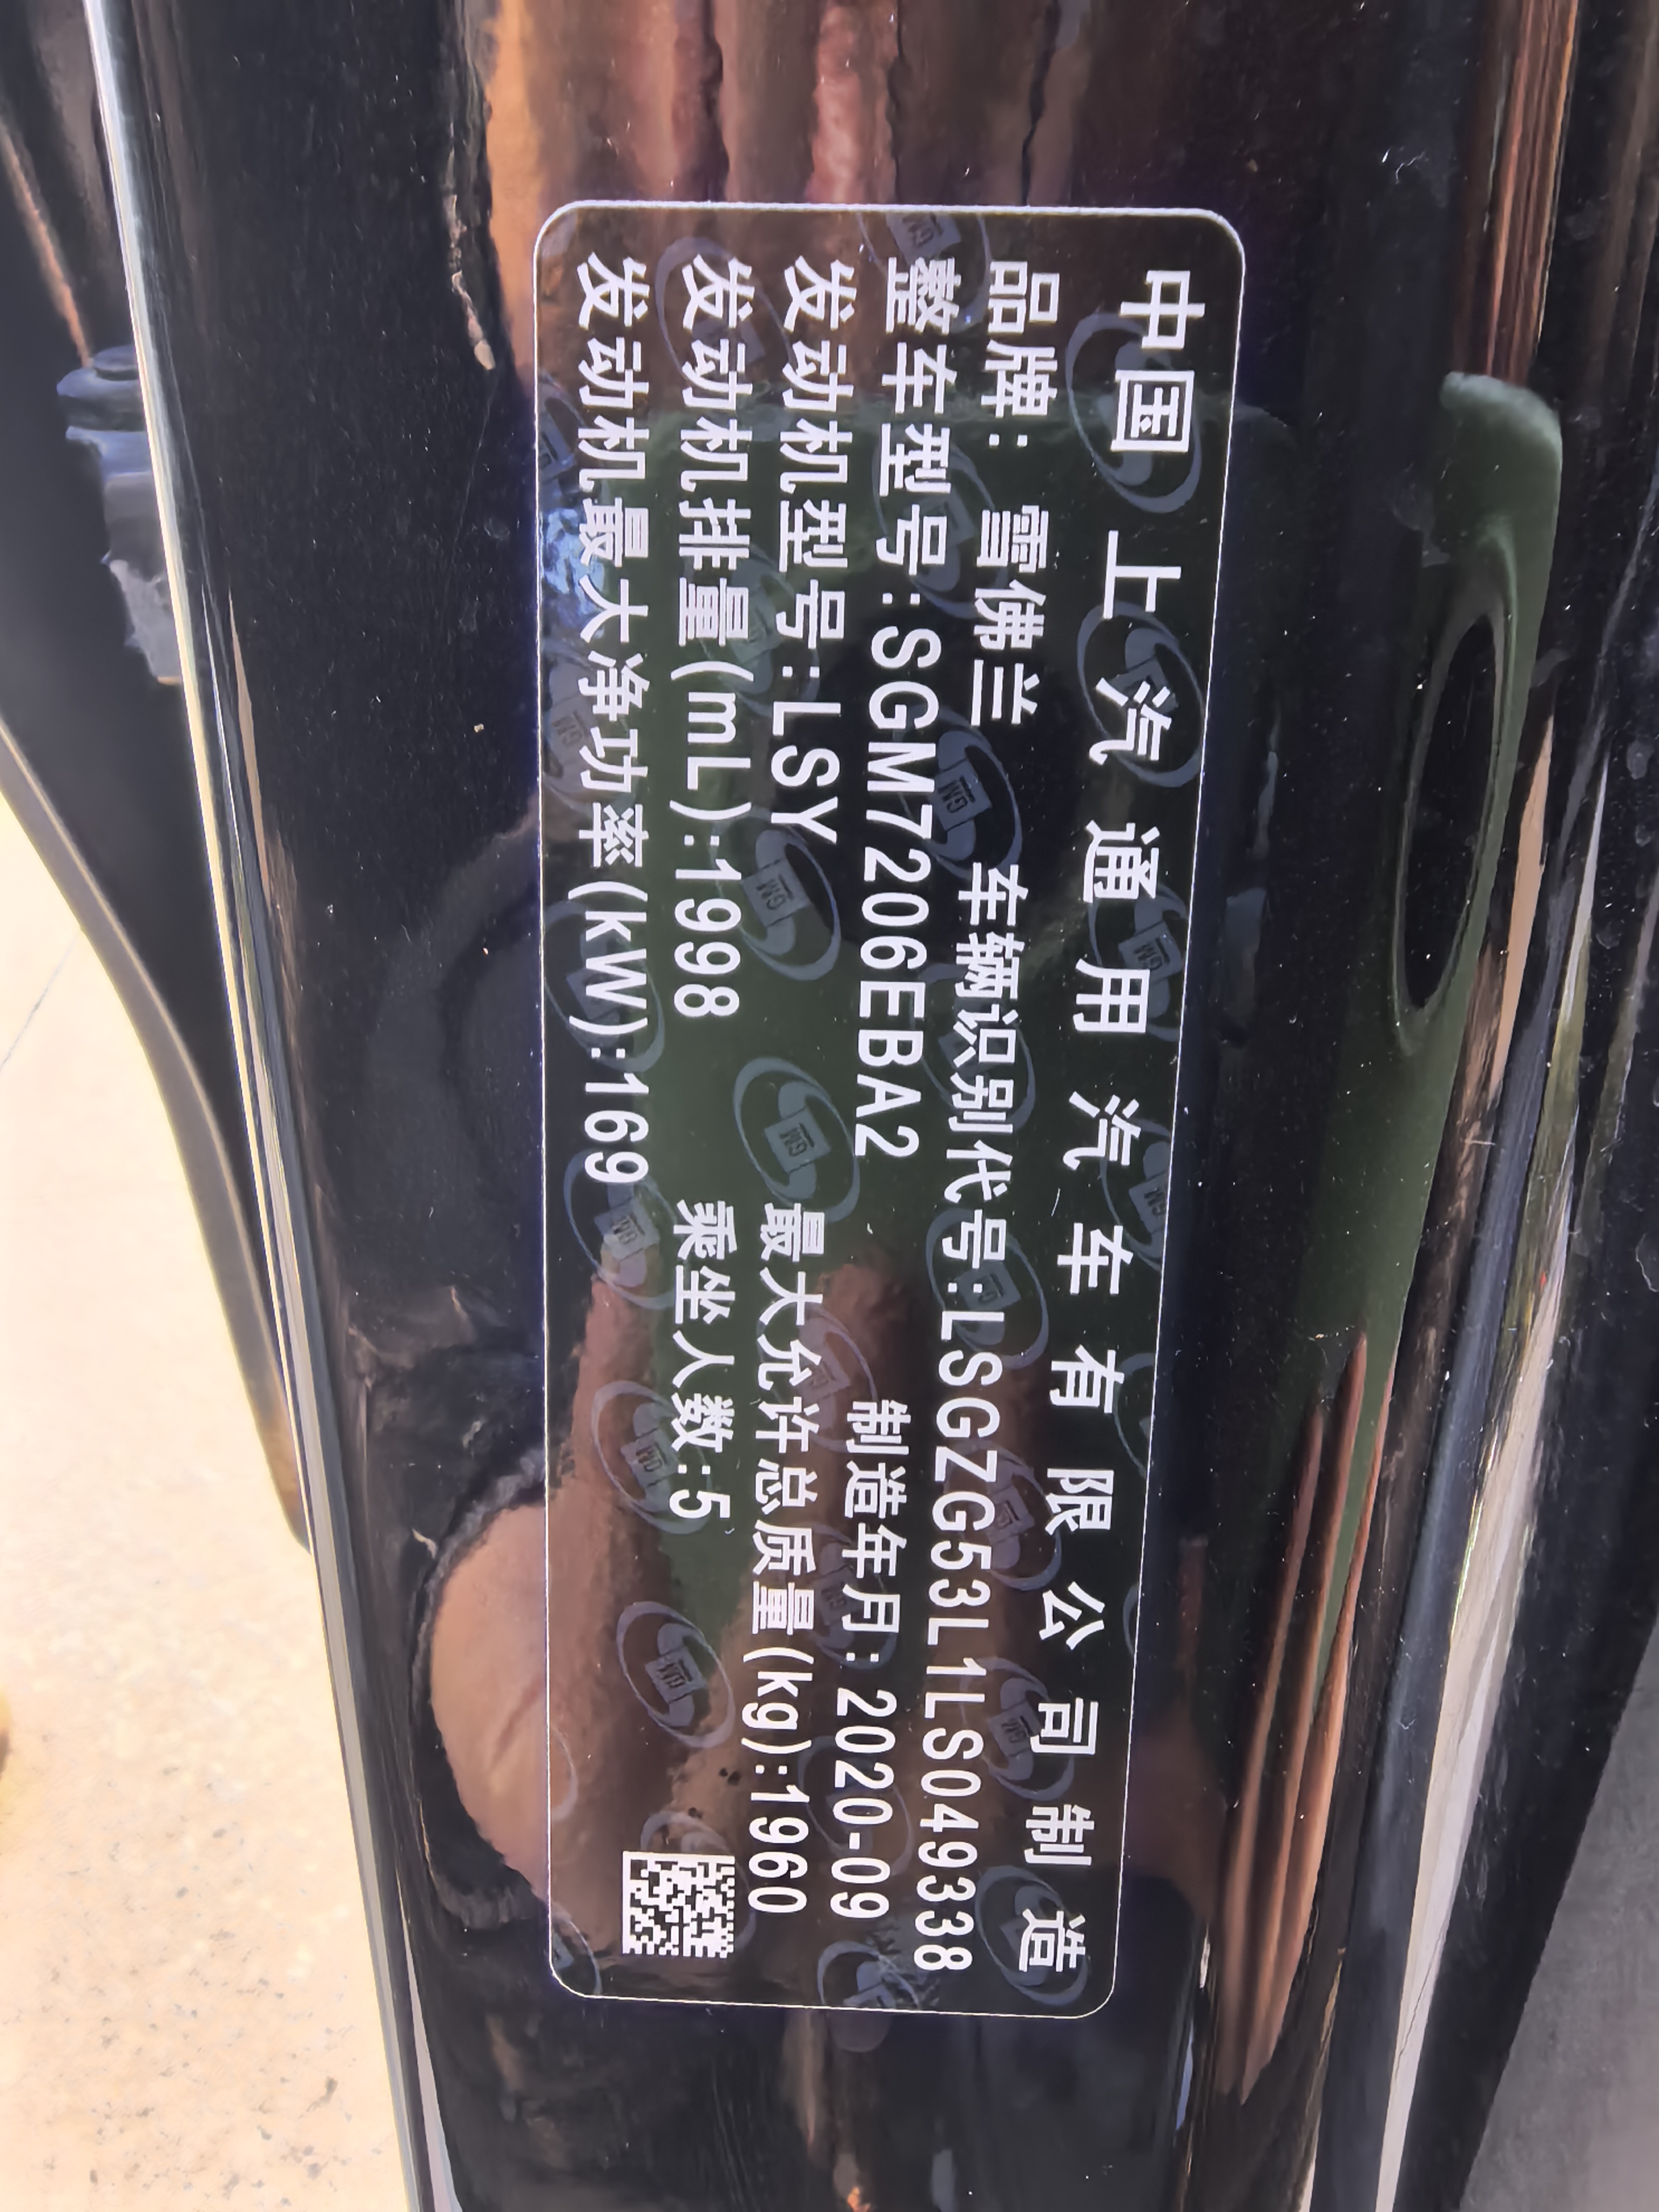 中国 上汽通用汽车有限公司制造
品牌: 雪佛兰 车辆识别代号:LSGZG53L1LS049338
整车型号:SGM7206EBA2 制造年月: 2020-09
发动机型号:LSY 最大允许总质量(kg):1960
发动机排量(mL):1998 乘坐人数:5
发动机最大净功率(kW):169